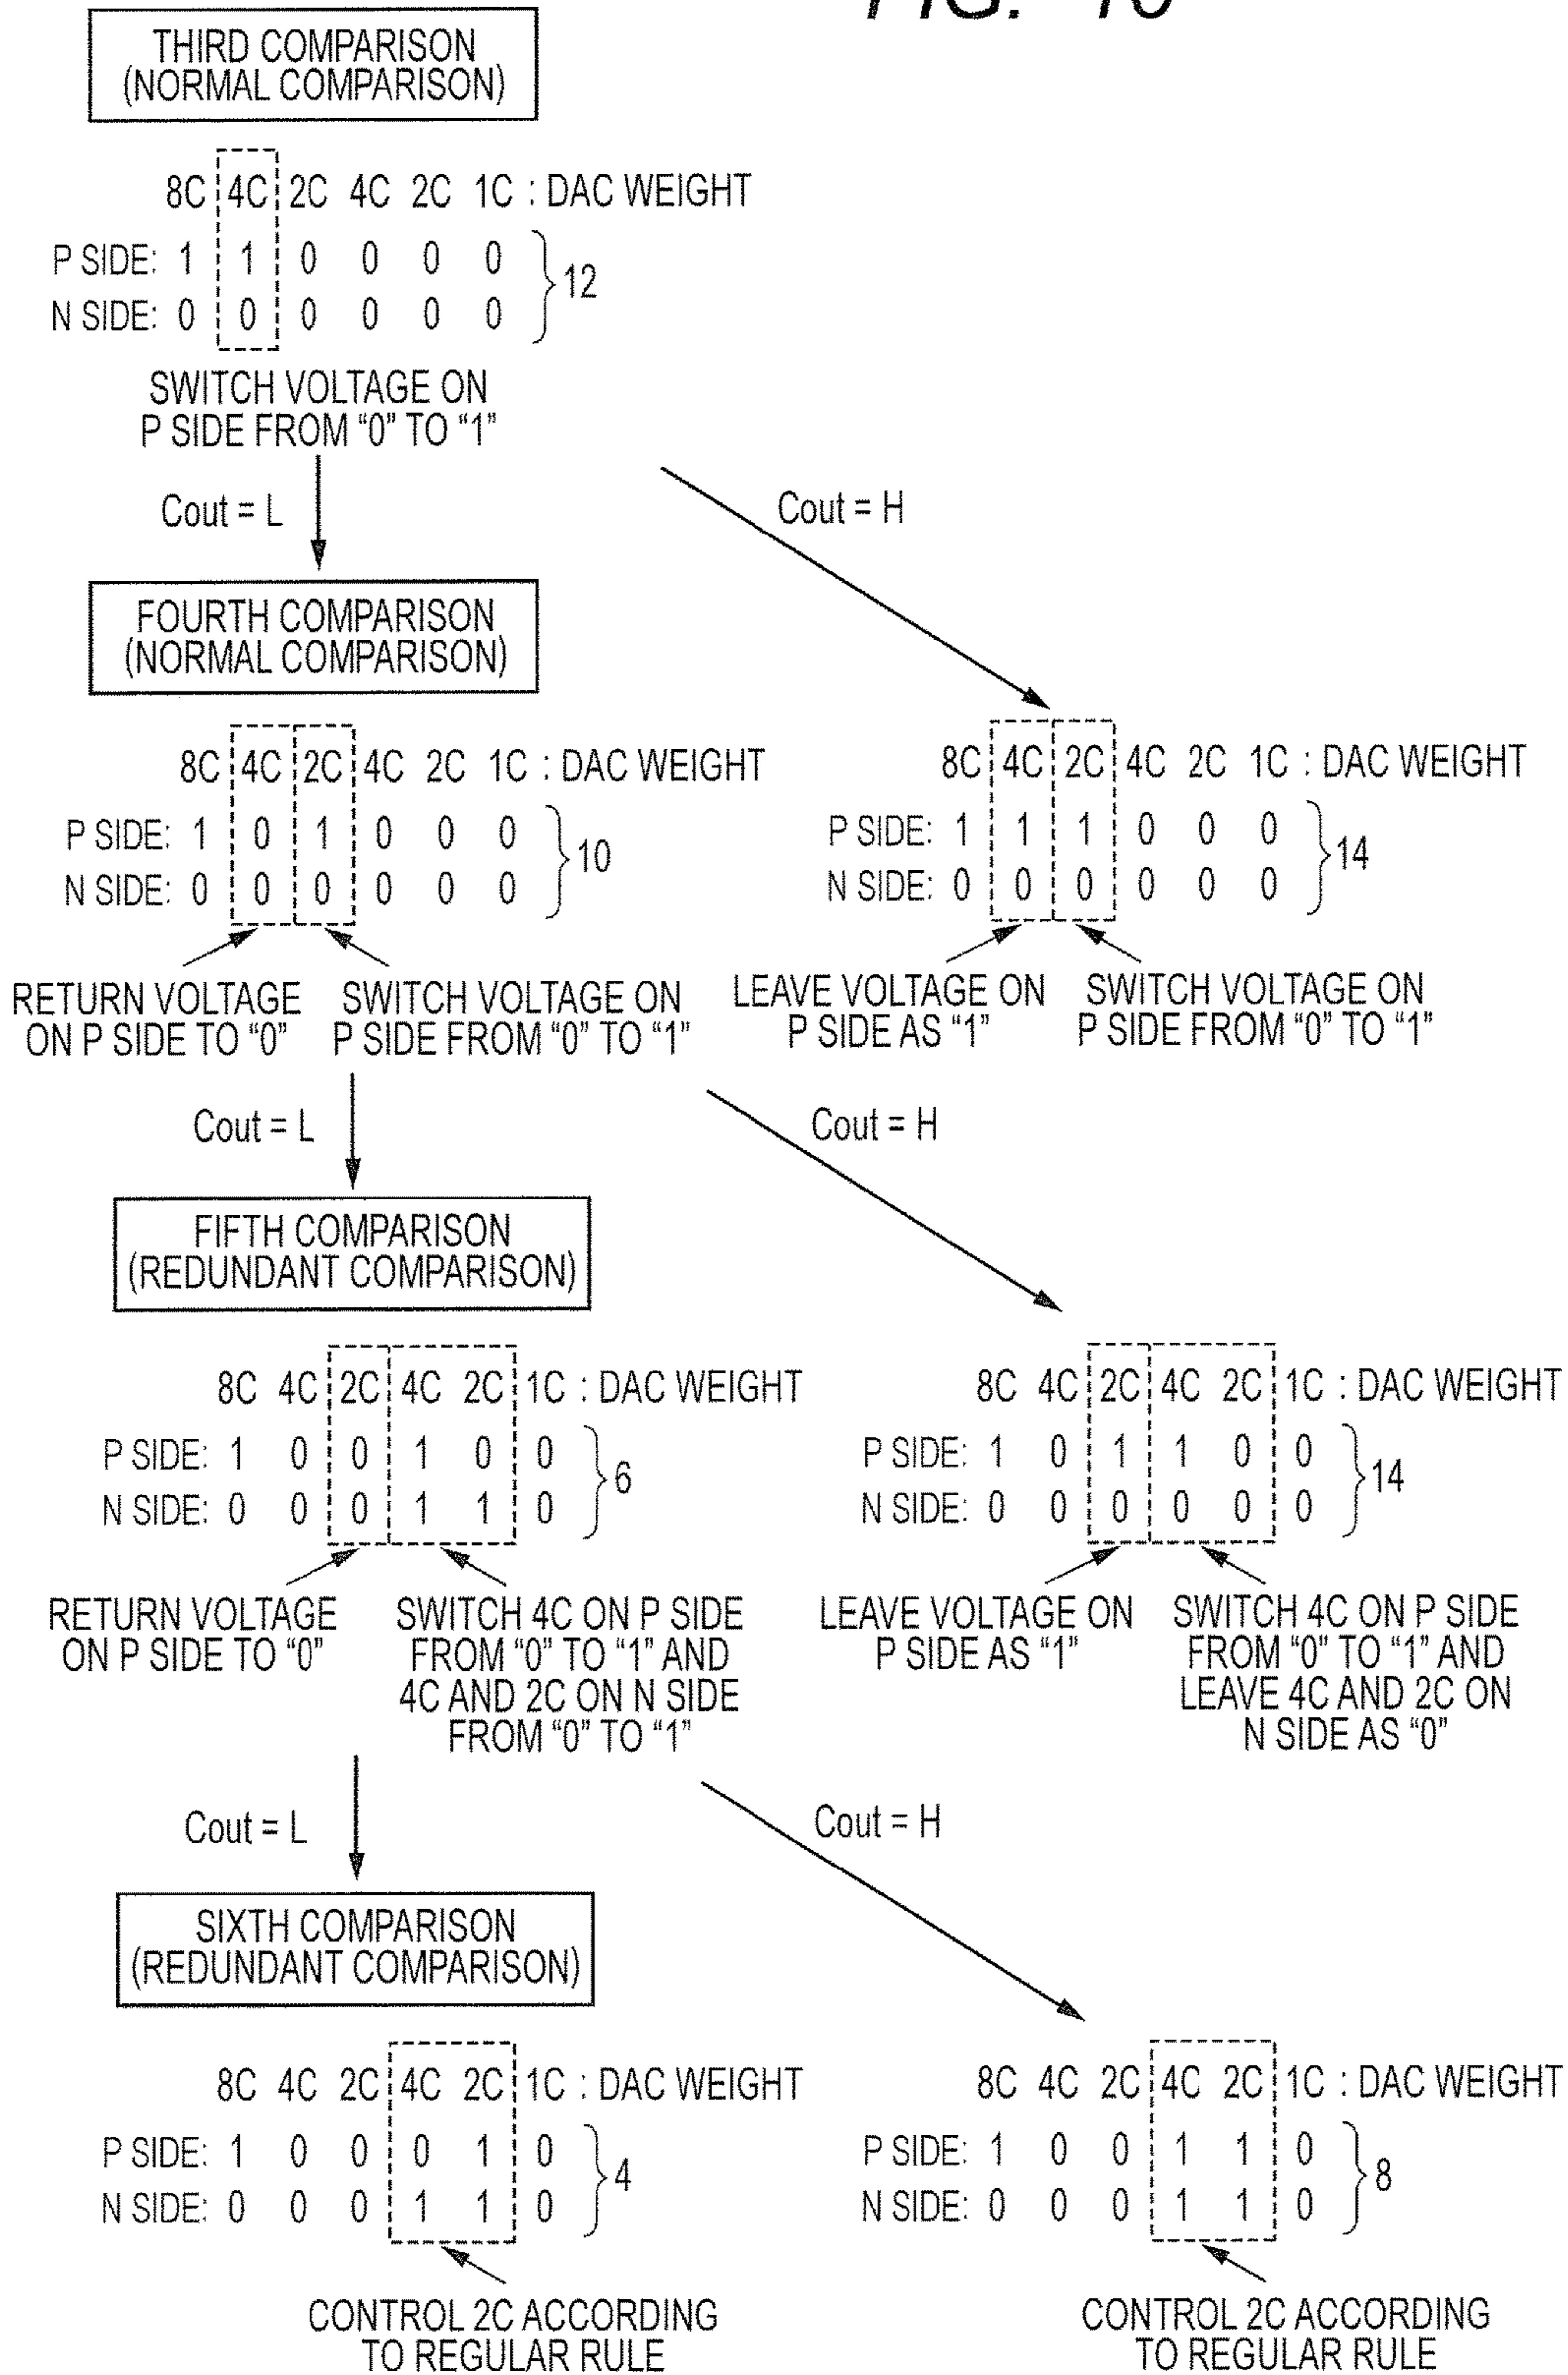 FIG. 10
THIRD COMPARISON
(NORMAL COMPARISON)
8C 4C 2C 4C 2C 1C : DAC WEIGHT
P SIDE: 1 1 0 0 0 0
12
N SIDE: 0 0 0 0 0 0
SWITCH VOLTAGE ON
P SIDE FROM “0” TO “1”
Cout = L
Cout = H
FOURTH COMPARISON
(NORMAL COMPARISON)
8C 4C 2C 4C 2C 1C : DAC WEIGHT
P SIDE: 1 0 1 0 0 0
10
N SIDE: 0 0 0 0 0 0
RETURN VOLTAGE
ON P SIDE TO “0”
SWITCH VOLTAGE ON
P SIDE FROM “0” TO “1”
8C 4C 2C 4C 2C 1C : DAC WEIGHT
P SIDE: 1 1 1 0 0 0
14
N SIDE: 0 0 0 0 0 0
LEAVE VOLTAGE ON
P SIDE AS “1”
SWITCH VOLTAGE ON
P SIDE FROM “0” TO “1”
Cout = L
Cout = H
FIFTH COMPARISON
(REDUNDANT COMPARISON)
8C 4C 2C 4C 2C 1C : DAC WEIGHT
P SIDE: 1 0 0 1 0 0
6
N SIDE: 0 0 0 1 1 0
RETURN VOLTAGE
ON P SIDE TO “0”
SWITCH 4C ON P SIDE
FROM “0” TO “1” AND
4C AND 2C ON N SIDE
FROM “0” TO “1”
8C 4C 2C 4C 2C 1C : DAC WEIGHT
P SIDE: 1 0 1 1 0 0
14
N SIDE: 0 0 0 0 0 0
LEAVE VOLTAGE ON
P SIDE AS “1”
SWITCH 4C ON P SIDE
FROM “0” TO “1” AND
LEAVE 4C AND 2C ON
N SIDE AS “0”
Cout = L
Cout = H
SIXTH COMPARISON
(REDUNDANT COMPARISON)
8C 4C 2C 4C 2C 1C : DAC WEIGHT
P SIDE: 1 0 0 0 1 0
4
N SIDE: 0 0 0 1 1 0
CONTROL 2C ACCORDING
TO REGULAR RULE
8C 4C 2C 4C 2C 1C : DAC WEIGHT
P SIDE: 1 0 0 1 1 0
8
N SIDE: 0 0 0 1 1 0
CONTROL 2C ACCORDING
TO REGULAR RULE